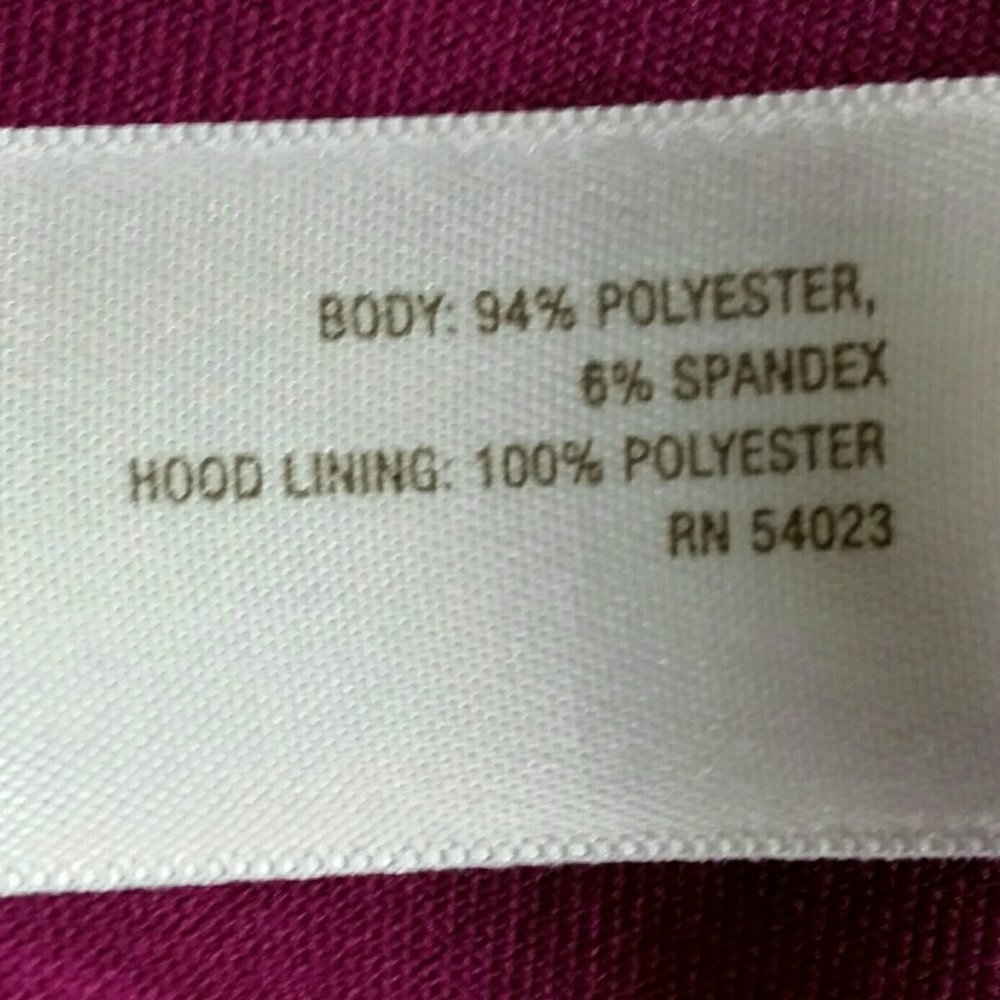 BODY: 94% POLYESTER,
6% SPANDEX
HOOD LINING: 100% POLYESTER
RN 54023